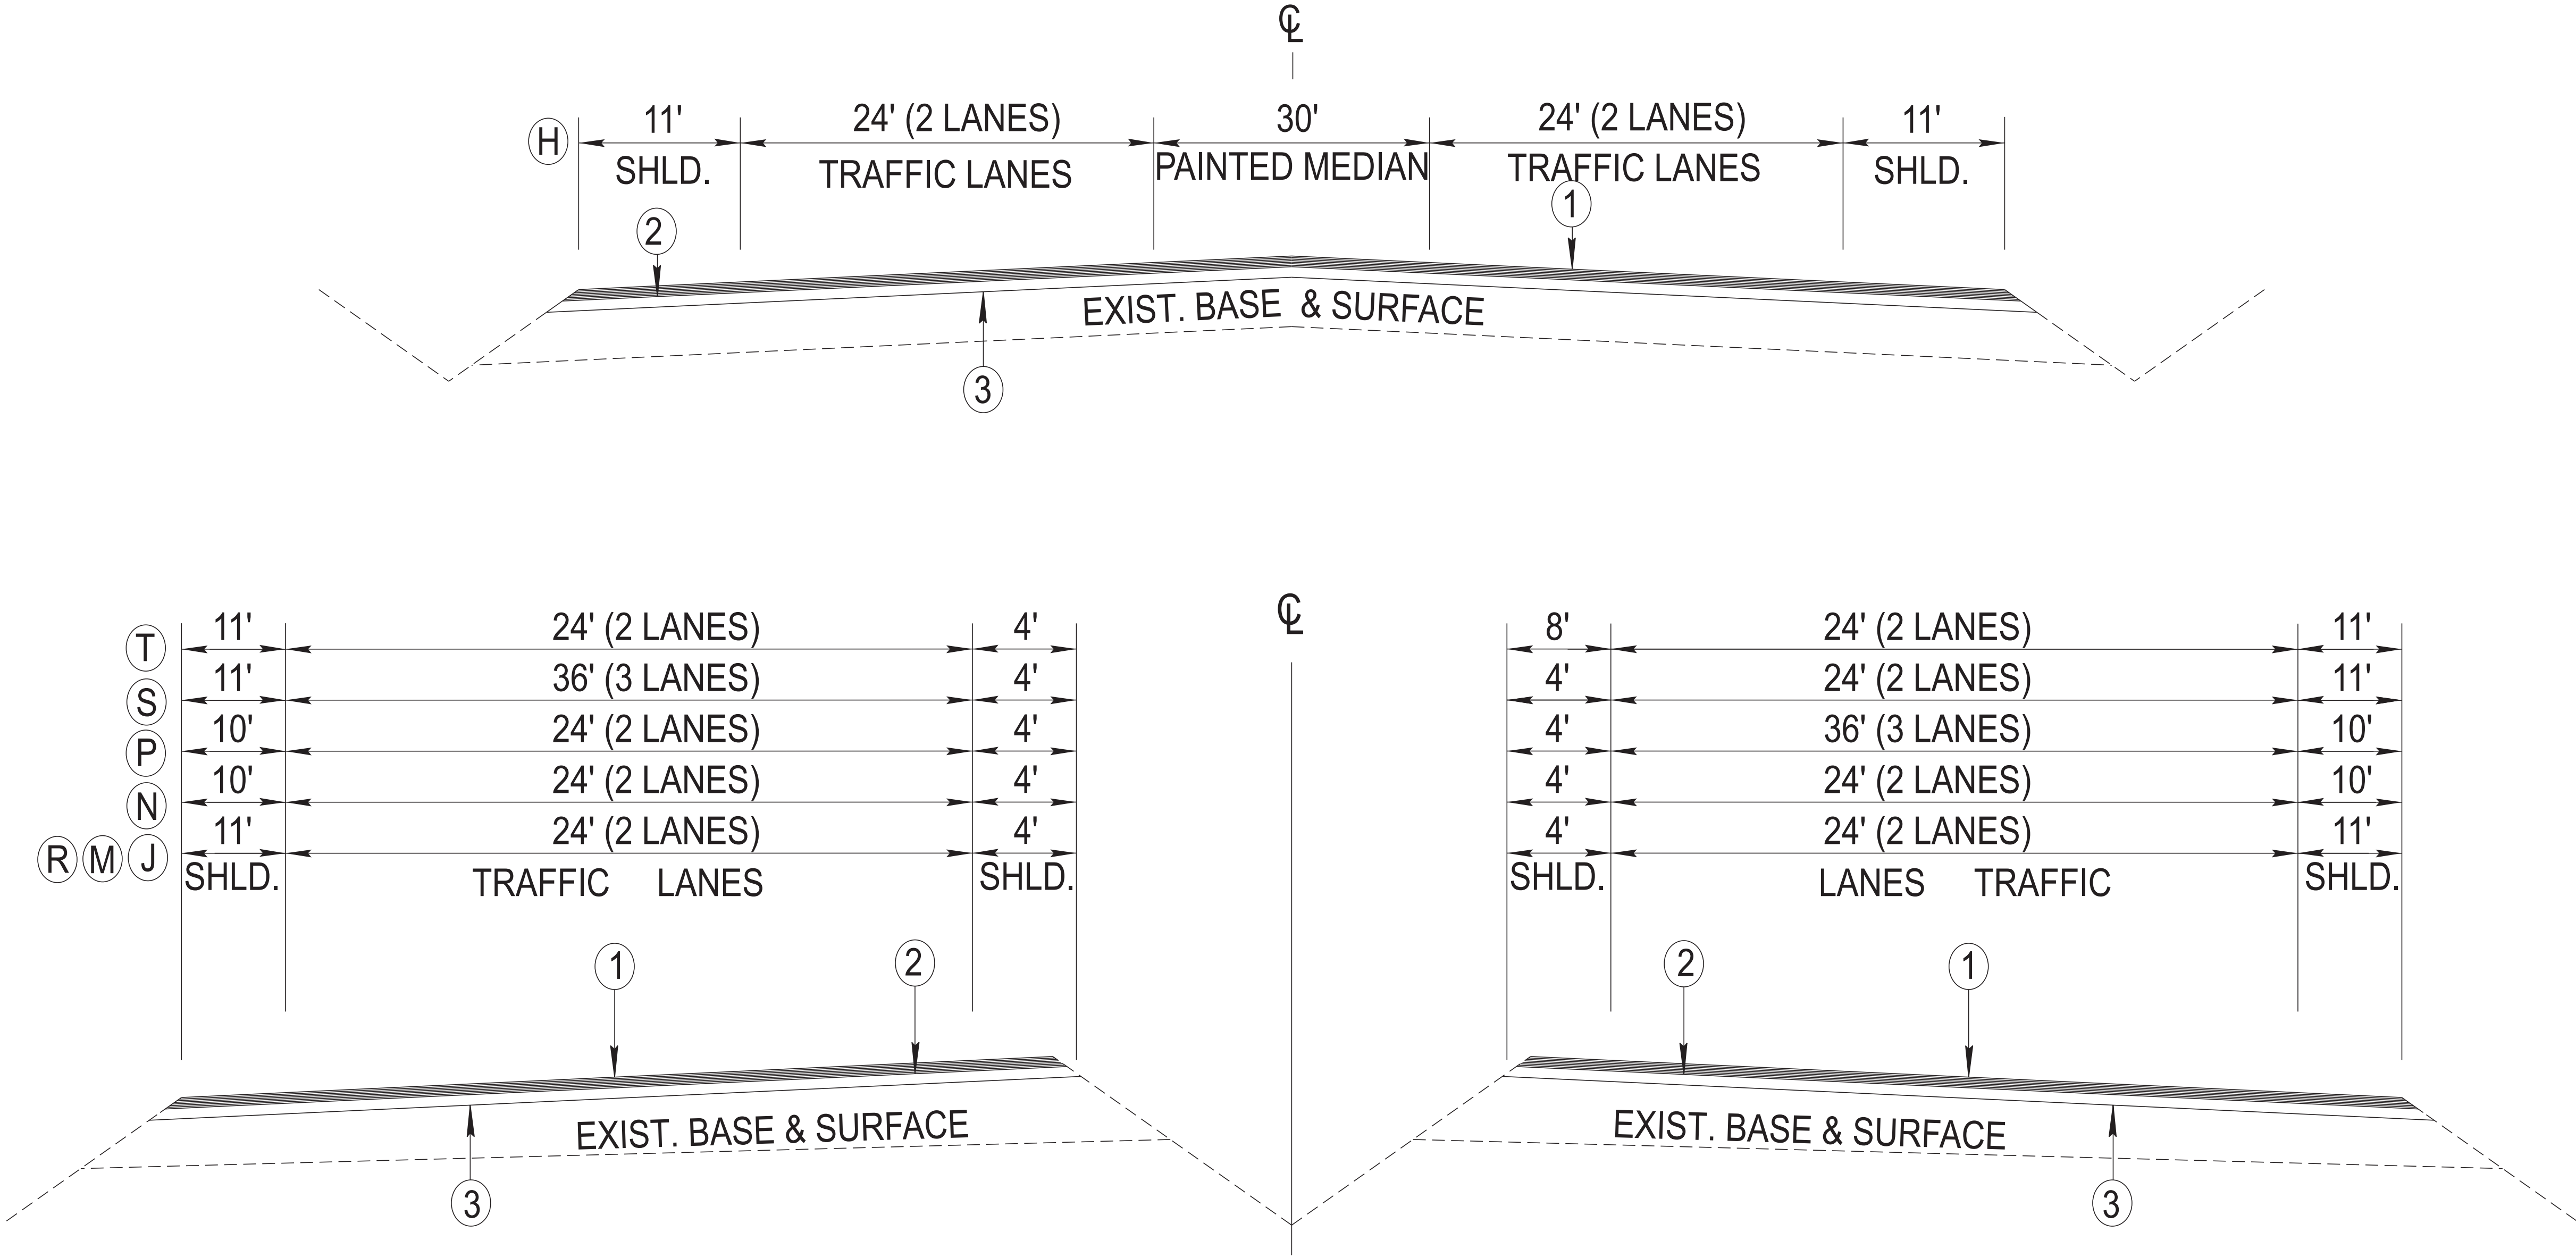 ℄
Ⓗ 11' 24' (2 LANES) 30' 24' (2 LANES) 11'
SHLD. TRAFFIC LANES PAINTED MEDIAN TRAFFIC LANES SHLD.
② ①
EXIST. BASE & SURFACE
③
℄
Ⓣ 11' 24' (2 LANES) 4' 8' 24' (2 LANES) 11'
Ⓢ 11' 36' (3 LANES) 4' 4' 24' (2 LANES) 11'
Ⓟ 10' 24' (2 LANES) 4' 4' 36' (3 LANES) 10'
Ⓝ 10' 24' (2 LANES) 4' 4' 24' (2 LANES) 10'
Ⓡ Ⓜ Ⓙ 11' 24' (2 LANES) 4' 4' 24' (2 LANES) 11'
SHLD. TRAFFIC LANES SHLD. SHLD. LANES TRAFFIC SHLD.
① ② ② ①
EXIST. BASE & SURFACE EXIST. BASE & SURFACE
③ ③